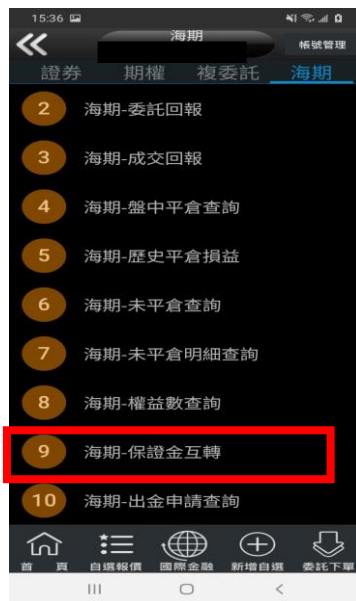 15:36
海期
帳號管理
證券 期權 複委託 海期
2 海期-委託回報
3 海期-成交回報
4 海期-盤中平倉查詢
5 海期-歷史平倉損益
6 海期-未平倉查詢
7 海期-未平倉明細查詢
8 海期-權益數查詢
9 海期-保證金互轉
10 海期-出金申請查詢
首 頁 自選報價 國際金融 新增自選 委託下單